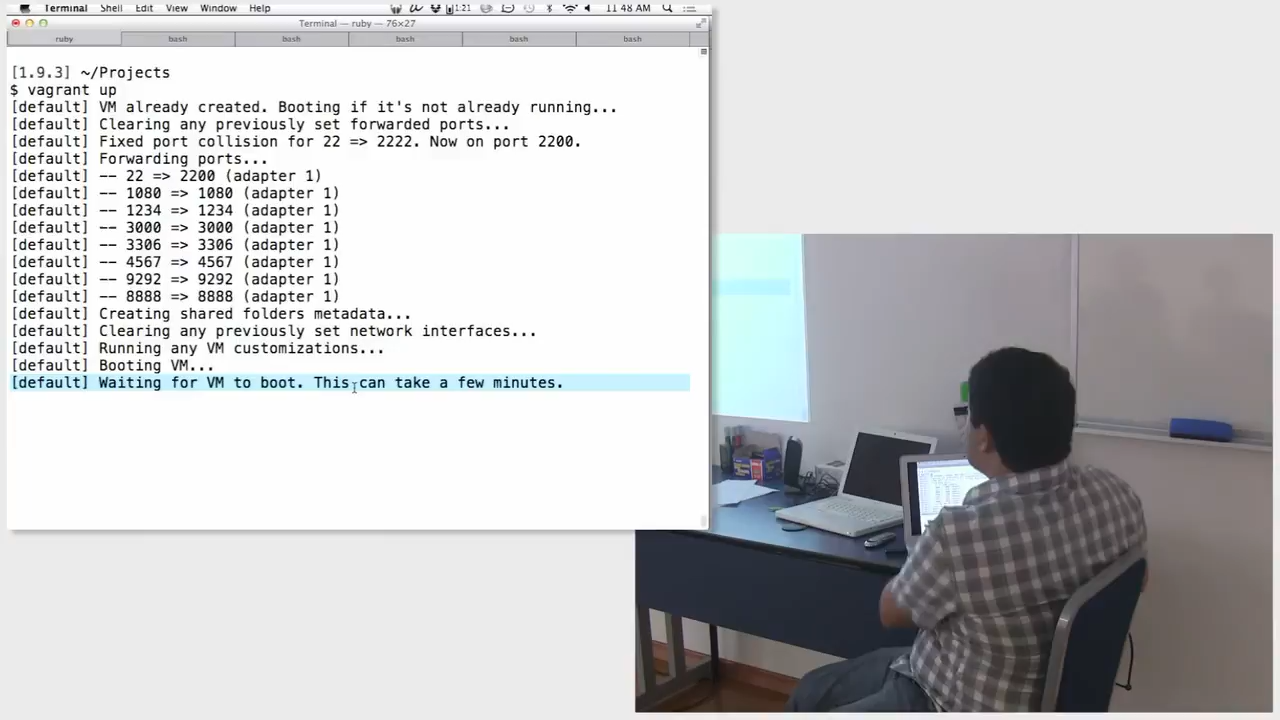 Terminal Shell Edit View Window Help 1:21 11:48 AM
Terminal — ruby — 76×27
ruby bash bash bash bash bash
[1.9.3] ~/Projects
$ vagrant up
[default] VM already created. Booting if it's not already running...
[default] Clearing any previously set forwarded ports...
[default] Fixed port collision for 22 => 2222. Now on port 2200.
[default] Forwarding ports...
[default] -- 22 => 2200 (adapter 1)
[default] -- 1080 => 1080 (adapter 1)
[default] -- 1234 => 1234 (adapter 1)
[default] -- 3000 => 3000 (adapter 1)
[default] -- 3306 => 3306 (adapter 1)
[default] -- 4567 => 4567 (adapter 1)
[default] -- 9292 => 9292 (adapter 1)
[default] -- 8888 => 8888 (adapter 1)
[default] Creating shared folders metadata...
[default] Clearing any previously set network interfaces...
[default] Running any VM customizations...
[default] Booting VM...
[default] Waiting for VM to boot. This can take a few minutes.